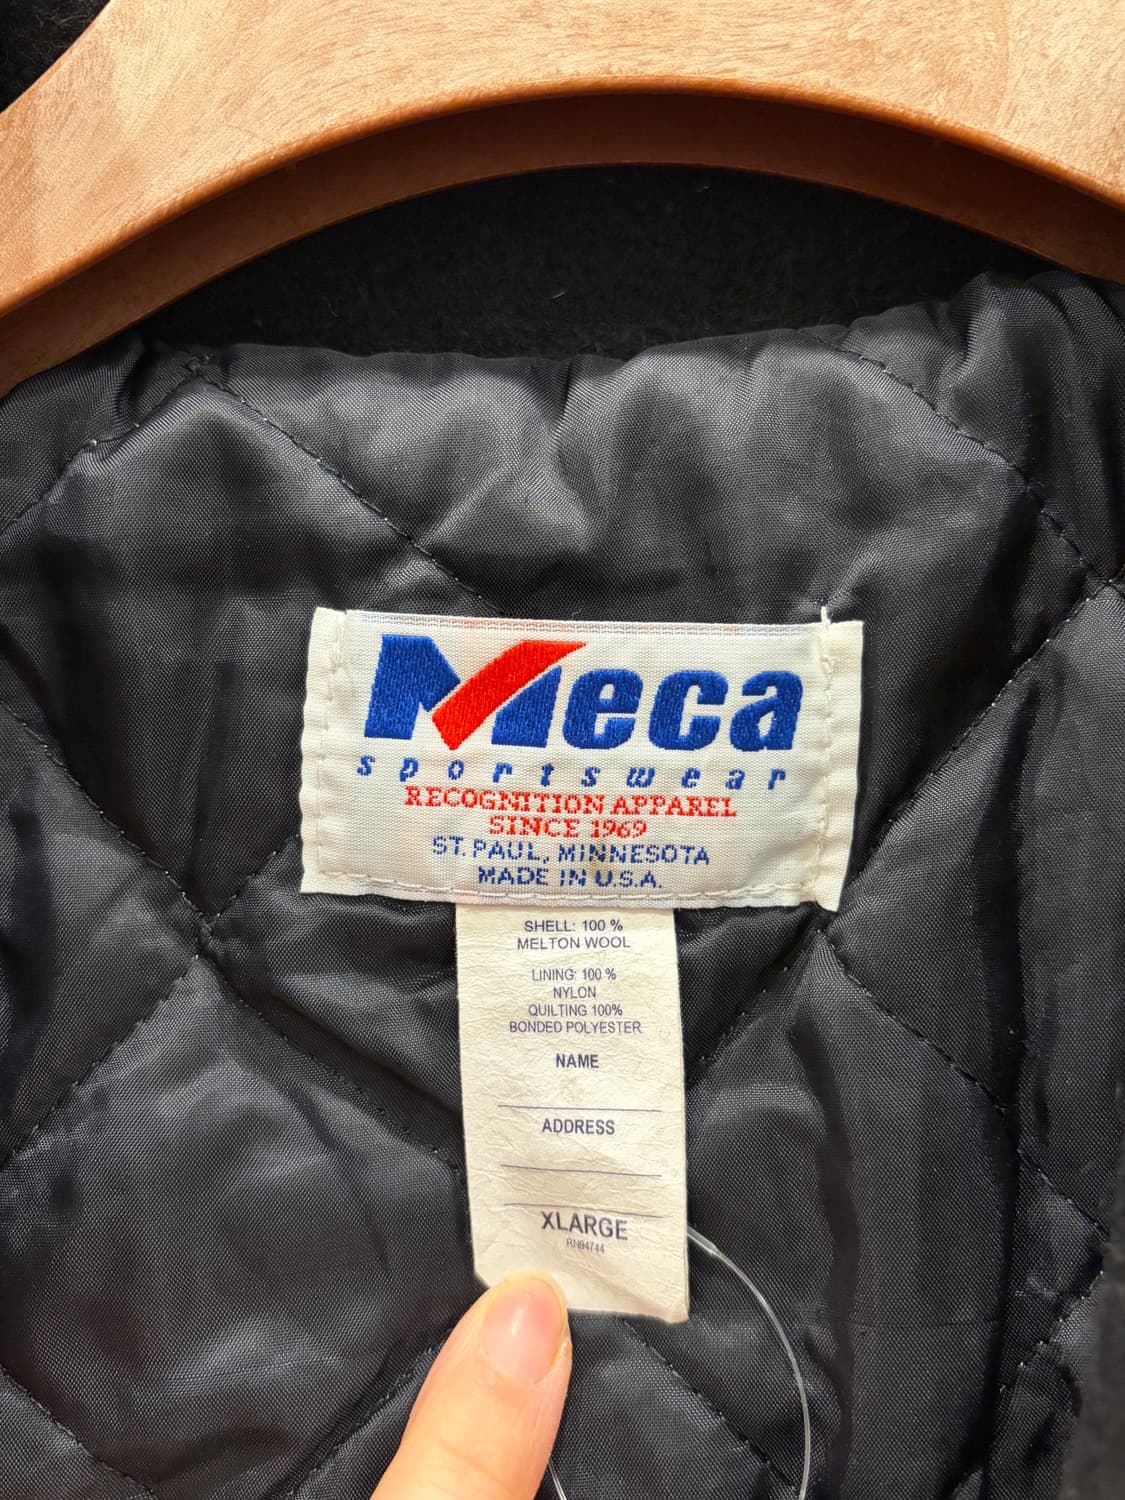 Meca
sportswear
RECOGNITION APPAREL
SINCE 1969
ST. PAUL, MINNESOTA
MADE IN U.S.A.
SHELL: 100 %
MELTON WOOL
LINING: 100 %
NYLON
QUILTING 100%
BONDED POLYESTER
NAME
ADDRESS
XLARGE
RN94744